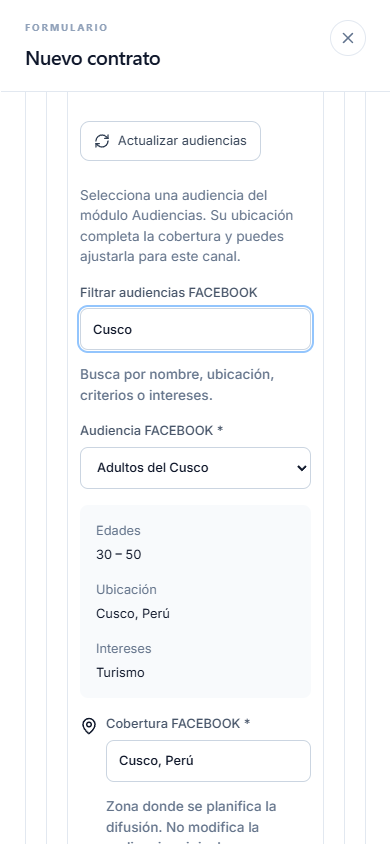 FORMULARIO
Nuevo contrato
Actualizar audiencias
Selecciona una audiencia del
módulo Audiencias. Su ubicación
completa la cobertura y puedes
ajustarla para este canal.
Filtrar audiencias FACEBOOK
Cusco
Busca por nombre, ubicación,
criterios o intereses.
Audiencia FACEBOOK *
Adultos del Cusco
Edades
30 – 50
Ubicación
Cusco, Perú
Intereses
Turismo
Cobertura FACEBOOK *
Cusco, Perú
Zona donde se planifica la
difusión. No modifica la